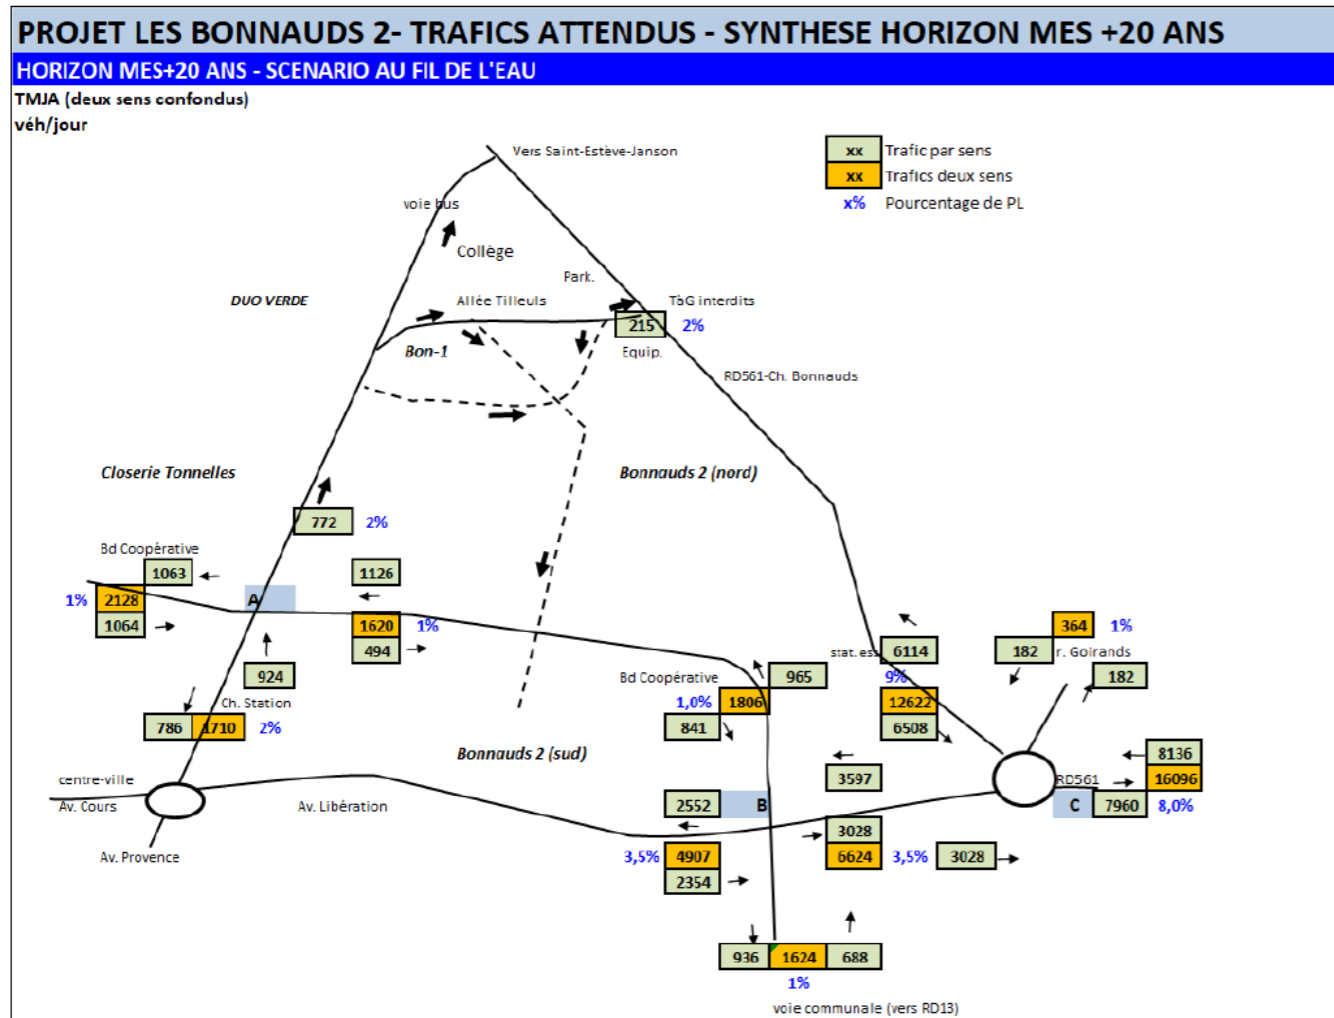 PROJET LES BONNAUDS 2- TRAFICS ATTENDUS - SYNTHESE HORIZON MES +20 ANS
HORIZON MES+20 ANS - SCENARIO AU FIL DE L'EAU
TMJA (deux sens confondus)
véh/jour
Vers Saint-Estève-Janson
xx Trafic par sens
xx Trafics deux sens
x% Pourcentage de PL
voie bus
Collège
Park.
DUO VERDE
Allée Tilleuls
TàG interdits
215 2%
Bon-1
Equip.
RD561-Ch. Bonnauds
Closerie Tonnelles
Bonnauds 2 (nord)
772 2%
Bd Coopérative
1063
1126
1% 2128
A
1064
1620 1%
494
364 1%
stat. ess
6114
182
r. Goirands
924
Bd Coopérative
965
182
9%
Ch. Station
1,0% 1806
12622
786 1710 2%
841
6508
Bonnauds 2 (sud)
8136
centre-ville
3597
RD561
16096
Av. Cours
Av. Libération
2552
B
C
7960 8,0%
3028
Av. Provence
3,5% 4907
6624 3,5%
3028
2354
936 1624 688
1%
voie communale (vers RD13)